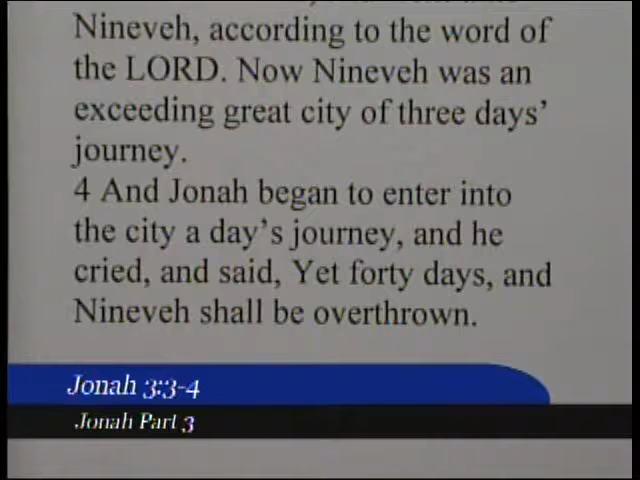 Nineveh, according to the word of
the LORD. Now Nineveh was an
exceeding great city of three days'
journey.
4 And Jonah began to enter into
the city a day's journey, and he
cried, and said, Yet forty days, and
Nineveh shall be overthrown.
Jonah 3:3-4
Jonah Part 3